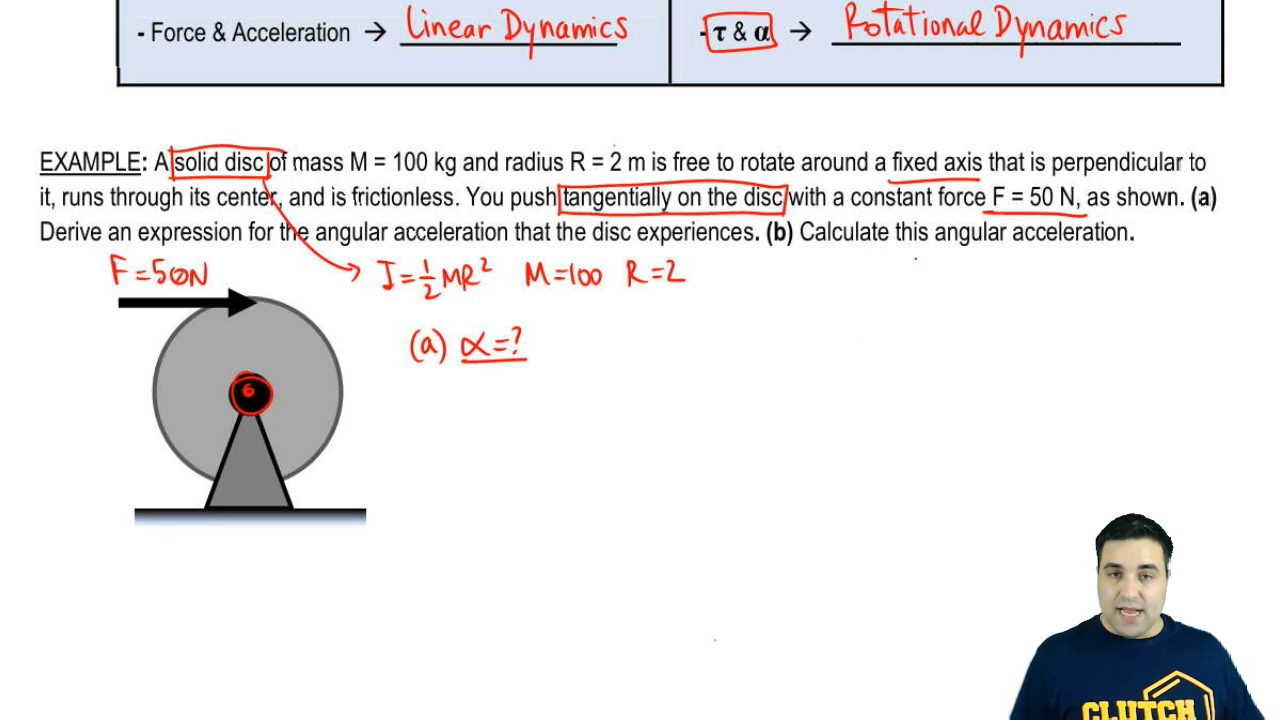 - Force & Acceleration → Linear Dynamics
- τ & α → Rotational Dynamics
EXAMPLE: A solid disc of mass M = 100 kg and radius R = 2 m is free to rotate around a fixed axis that is perpendicular to
it, runs through its center, and is frictionless. You push tangentially on the disc with a constant force F = 50 N, as shown. (a)
Derive an expression for the angular acceleration that the disc experiences. (b) Calculate this angular acceleration.
F=50N
I=½MR² M=100 R=2
(a) α=?
CLUTCH